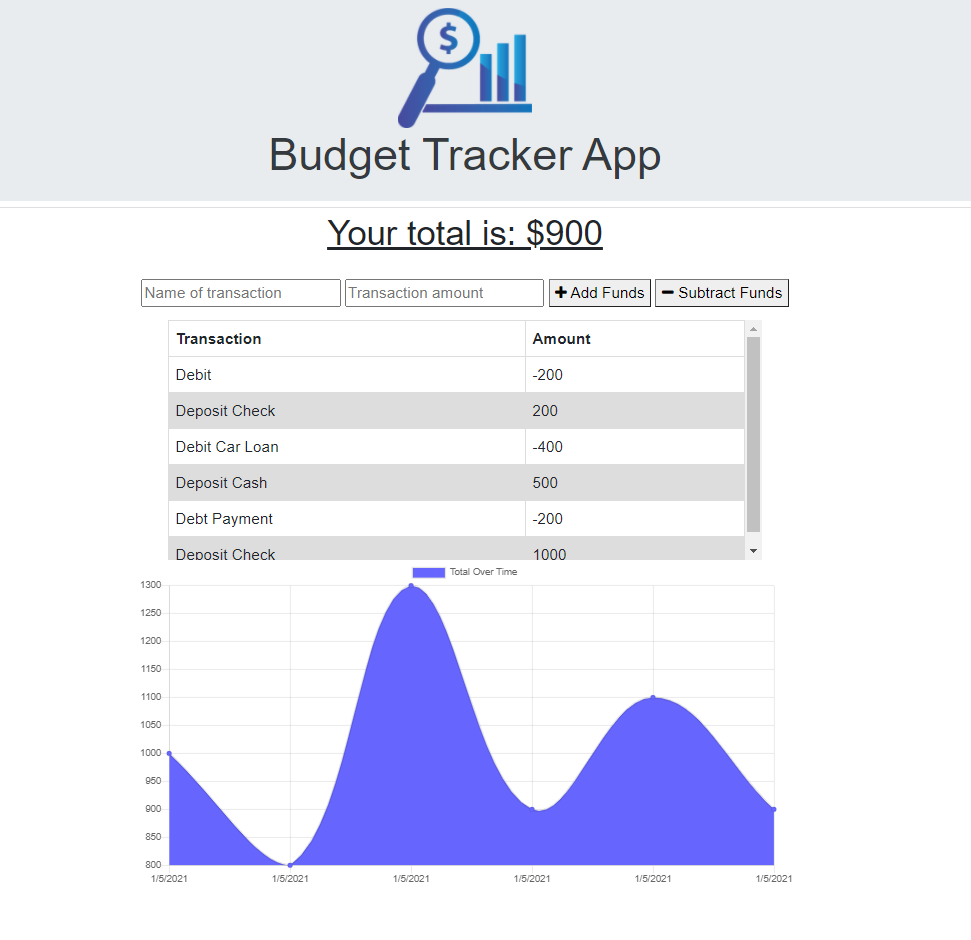 $
Budget Tracker App
Your total is: $900
Name of transaction Transaction amount + Add Funds − Subtract Funds
Transaction Amount
Debit -200
Deposit Check 200
Debit Car Loan -400
Deposit Cash 500
Debt Payment -200
Deposit Check 1000
Total Over Time
1300
1250
1200
1150
1100
1050
1000
950
900
850
800
1/5/2021 1/5/2021 1/5/2021 1/5/2021 1/5/2021 1/5/2021